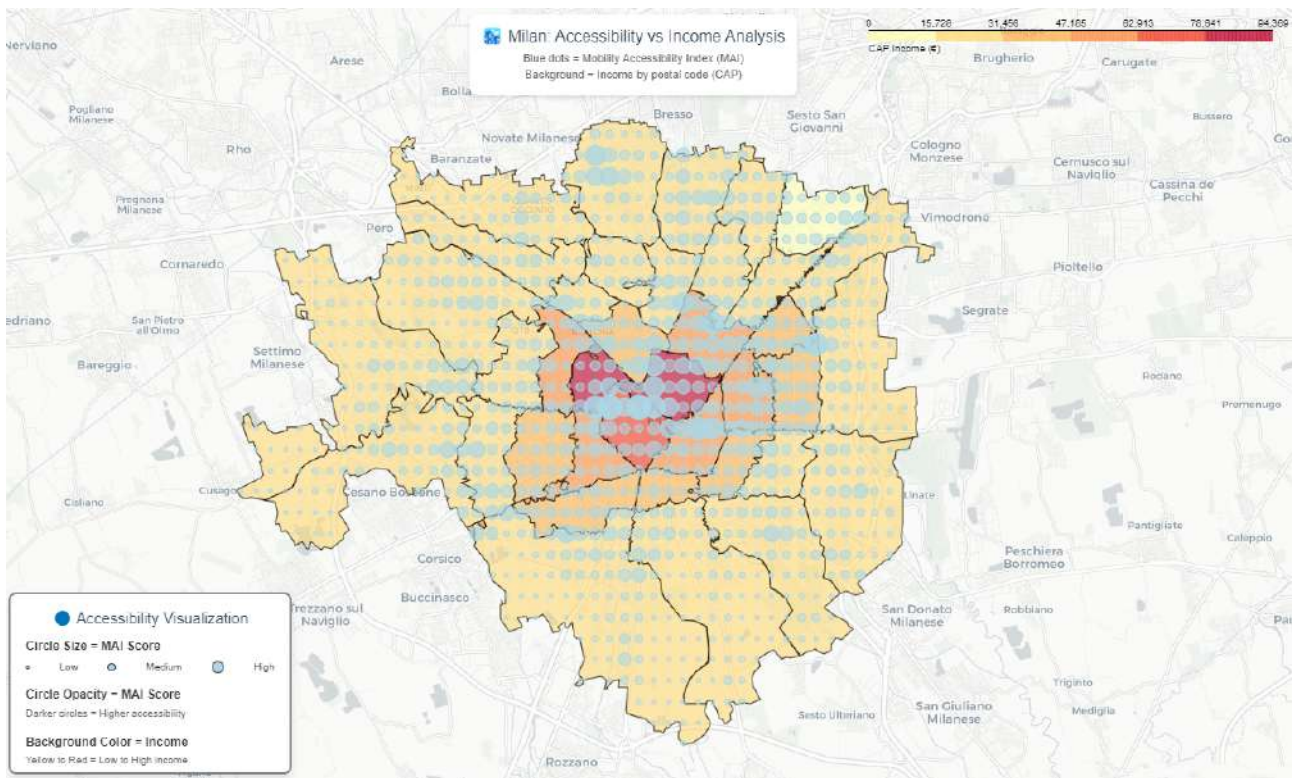 Milan: Accessibility vs Income Analysis
Blue dots = Mobility Accessibility Index (MAI)
Background = Income by postal code (CAP)
0 15,728 31,456 47,185 62,913 78,641 94,369
CAP Income (€)
Nerviano
Arese
Brugherio
Carugate
Bolla
Pogliano
Milanese
Bresso
Sesto San
Giovanni
Bussero
Novate Milanese
Rho
Baranzate
Cologno
Monzese
Cernusco sul
Naviglio
Cassina de'
Pecchi
Pregnana
Milanese
Pero
Vimodrone
Cornaredo
Pioltello
San Pietro
all'Olmo
Segrate
Settimo
Milanese
Bareggio
Rodano
Premenugo
Cusago
Cesano Boscone
Cisliano
Linate
Pantigliate
Caleppio
Corsico
Peschiera
Borromeo
Buccinasco
Trezzano sul
Naviglio
San Donato
Milanese
Robbiano
Triginto
Mediglia
San Giuliano
Milanese
Sesto Ulteriano
Rozzano
Accessibility Visualization
Circle Size = MAI Score
Low Medium High
Circle Opacity = MAI Score
Darker circles = Higher accessibility
Background Color = Income
Yellow to Red = Low to High income